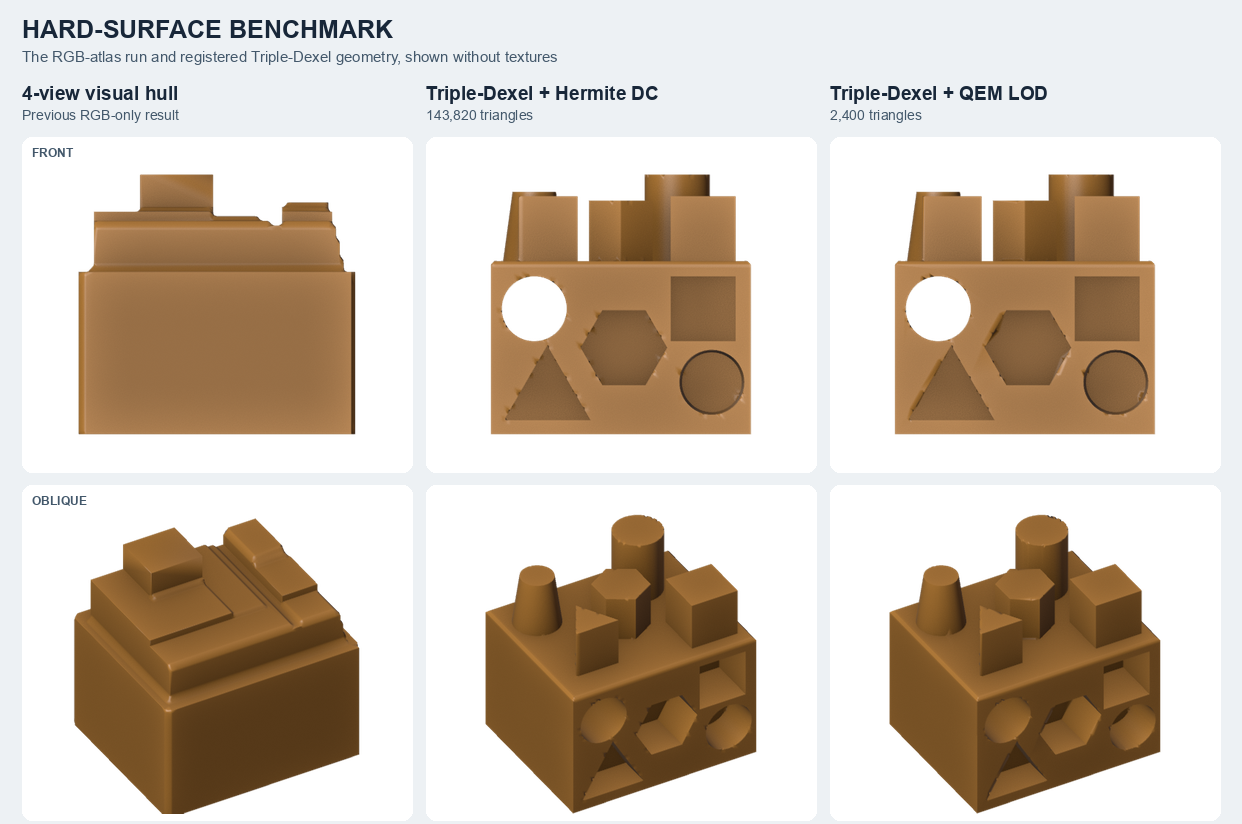 HARD-SURFACE BENCHMARK
The RGB-atlas run and registered Triple-Dexel geometry, shown without textures
4-view visual hull
Previous RGB-only result
Triple-Dexel + Hermite DC
143,820 triangles
Triple-Dexel + QEM LOD
2,400 triangles
FRONT
OBLIQUE